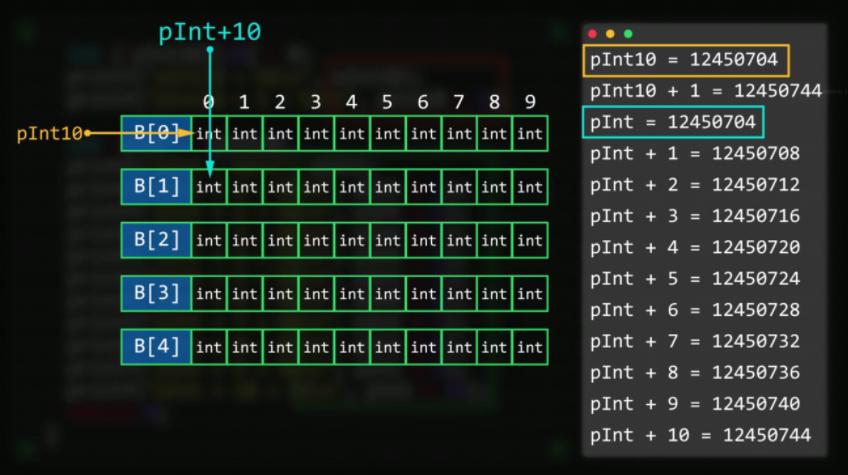 pInt+10
0 1 2 3 4 5 6 7 8 9
pInt10 B[0] int int int int int int int int int int
B[1] int int int int int int int int int int
B[2] int int int int int int int int int int
B[3] int int int int int int int int int int
B[4] int int int int int int int int int int
pInt10 = 12450704
pInt10 + 1 = 12450744
pInt = 12450704
pInt + 1 = 12450708
pInt + 2 = 12450712
pInt + 3 = 12450716
pInt + 4 = 12450720
pInt + 5 = 12450724
pInt + 6 = 12450728
pInt + 7 = 12450732
pInt + 8 = 12450736
pInt + 9 = 12450740
pInt + 10 = 12450744